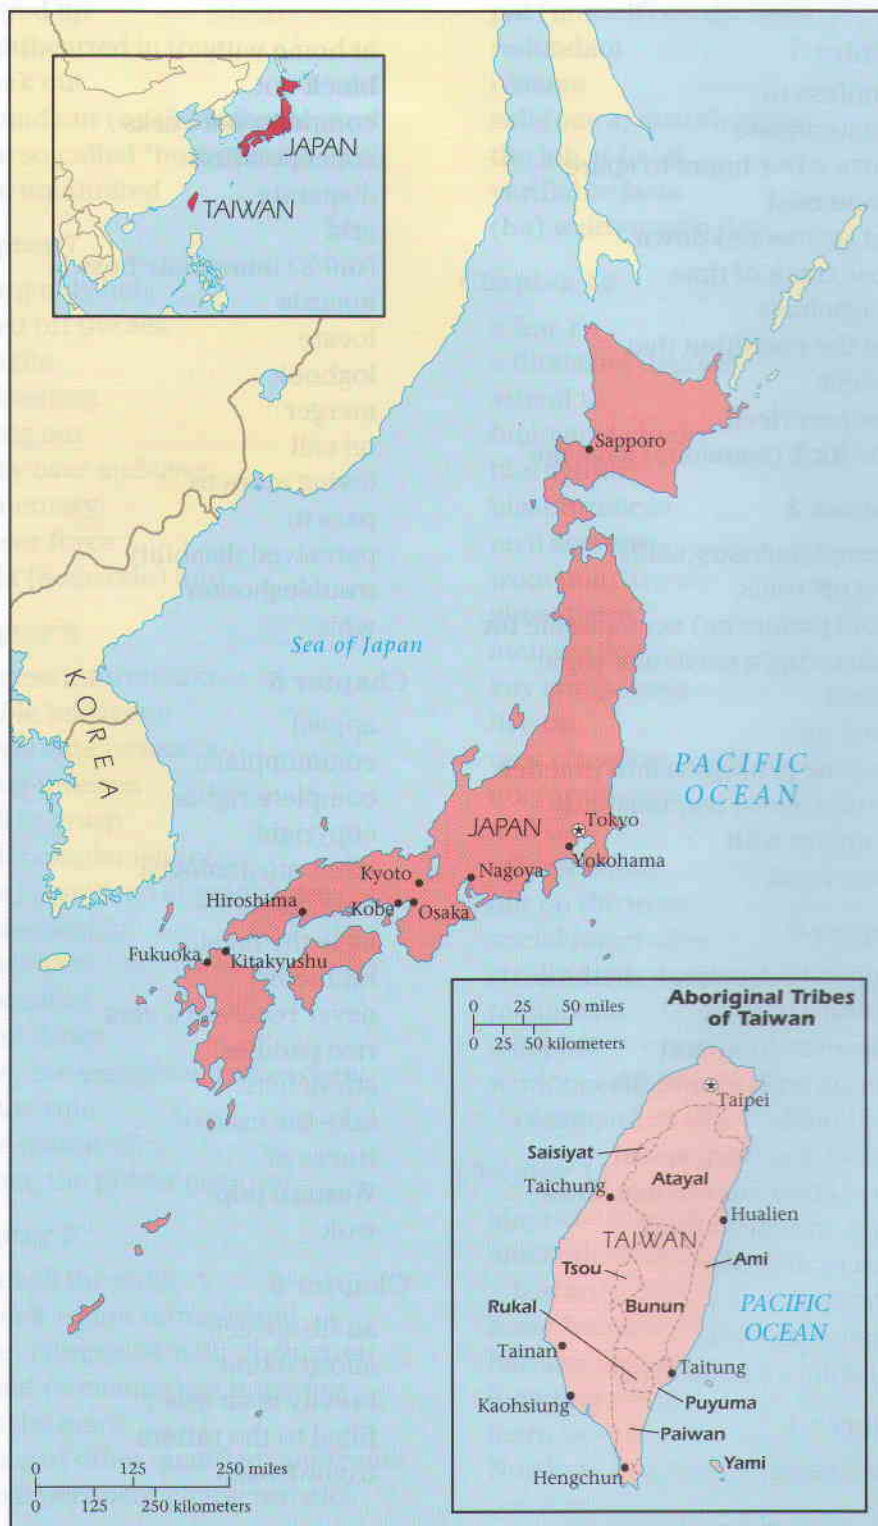 JAPAN
TAIWAN
Sapporo
Sea of Japan
KOREA
PACIFIC
OCEAN
JAPAN
Tokyo
Yokohama
Kyoto
Nagoya
Hiroshima
Kobe
Osaka
Fukuoka
Kitakyushu
0 25 50 miles
0 25 50 kilometers
Aboriginal Tribes
of Taiwan
Taipei
Saisiyat
Atayal
Taichung
Hualien
TAIWAN
Ami
Tsou
Bunun
Rukal
PACIFIC
OCEAN
Tainan
Taitung
Kaohsiung
Puyuma
Paiwan
Yami
Hengchun
0 125 250 miles
0 125 250 kilometers